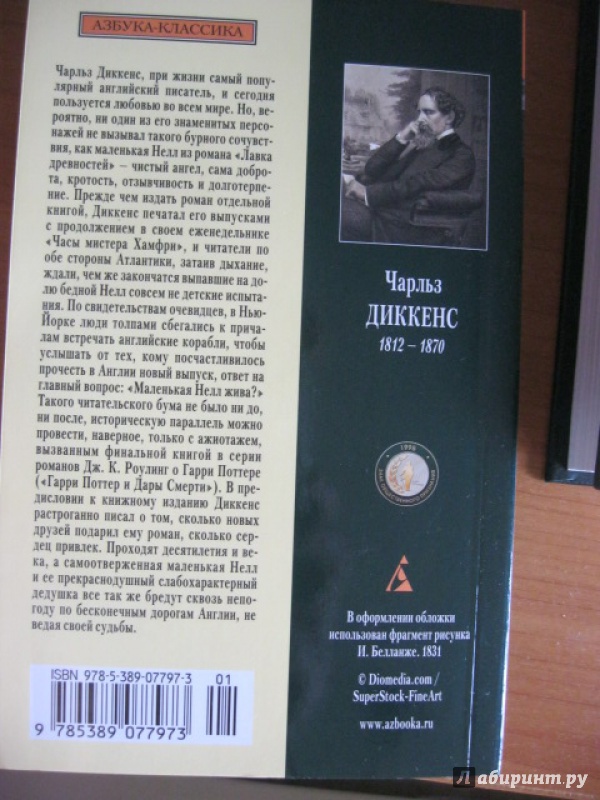 АЗБУКА-КЛАССИКА
Чарльз Диккенс, при жизни самый попу-
лярный английский писатель, и сегодня
пользуется любовью во всем мире. Но, ве-
роятно, ни один из его знаменитых персо-
нажей не вызывал такого бурного сочувст-
вия, как маленькая Нелл из романа «Лавка
древностей» – чистый ангел, сама добро-
та, кротость, отзывчивость и долготерпе-
ние. Прежде чем издать роман отдельной
книгой, Диккенс печатал его выпусками
с продолжением в своем еженедельнике
«Часы мистера Хамфри», и читатели по
обе стороны Атлантики, затаив дыхание,
ждали, чем же закончатся выпавшие на до-
лю бедной Нелл совсем не детские испыта-
ния. По свидетельствам очевидцев, в Нью-
Йорке люди толпами сбегались к прича-
лам встречать английские корабли, чтобы
услышать от тех, кому посчастливилось
прочесть в Англии новый выпуск, ответ на
главный вопрос: «Маленькая Нелл жива?»
Такого читательского бума не было ни до,
ни после, историческую параллель можно
провести, наверное, только с ажиотажем,
вызванным финальной книгой в серии
романов Дж. К. Роулинг о Гарри Поттере
(«Гарри Поттер и Дары Смерти»). В пре-
дисловии к книжному изданию Диккенс
растроганно писал о том, сколько новых
друзей подарил ему роман, сколько сер-
дец привлек. Проходят десятилетия и ве-
ка, а самоотверженная маленькая Нелл
и ее прекраснодушный слабохарактерный
дедушка все так же бредут сквозь непо-
году по бесконечным дорогам Англии, не
ведая своей судьбы.
ISBN 978-5-389-07797-3
01
9 785389 077973
Чарльз
ДИККЕНС
1812 – 1870
1998
В оформлении обложки
использован фрагмент рисунка
И. Белланже. 1831
© Diomedia.com /
SuperStock-FineArt
www.azbooka.ru
лабиринт.ру